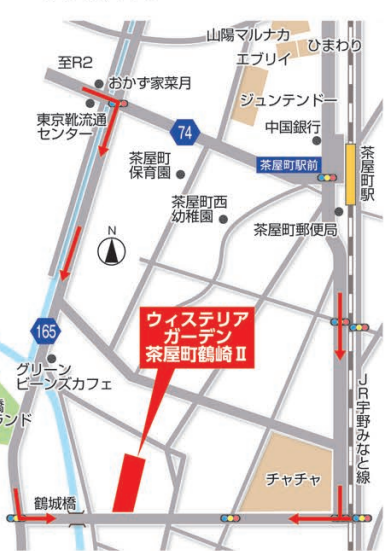 山陽マルナカ
ひまわり
エブリイ
至R2
おかず家菜月
ジュンテンドー
東京靴流通
センター
74
中国銀行
茶屋町
保育園
茶屋町駅前
茶屋町駅
茶屋町西
幼稚園
茶屋町郵便局
N
ウィステリア
ガーデン
茶屋町鶴崎Ⅱ
165
グリーン
ビーンズカフェ
ランド
JR宇野みなと線
チャチャ
鶴城橋